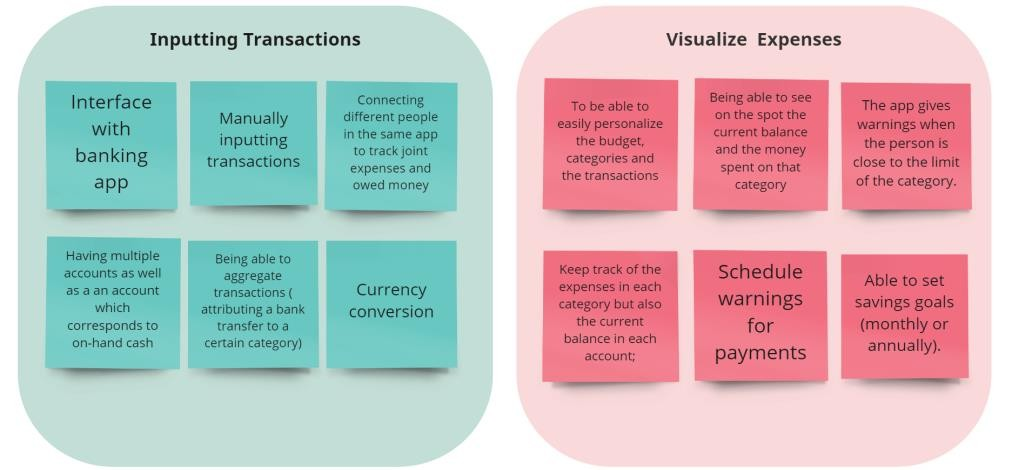 Inputting Transactions
Interface
with
banking
app
Manually
inputting
transactions
Connecting
different people
in the same app
to track joint
expenses and
owed money
Having multiple
accounts as well
as a an account
which
corresponds to
on-hand cash
Being able to
aggregate
transactions (
attributing a bank
transfer to a
certain category)
Currency
conversion
Visualize Expenses
To be able to
easily personalize
the budget,
categories and
the transactions
Being able to see
on the spot the
current balance
and the money
spent on that
category
The app gives
warnings when
the person is
close to the limit
of the category.
Keep track of the
expenses in each
category but also
the current
balance in each
account;
Schedule
warnings
for
payments
Able to set
savings goals
(monthly or
annually).